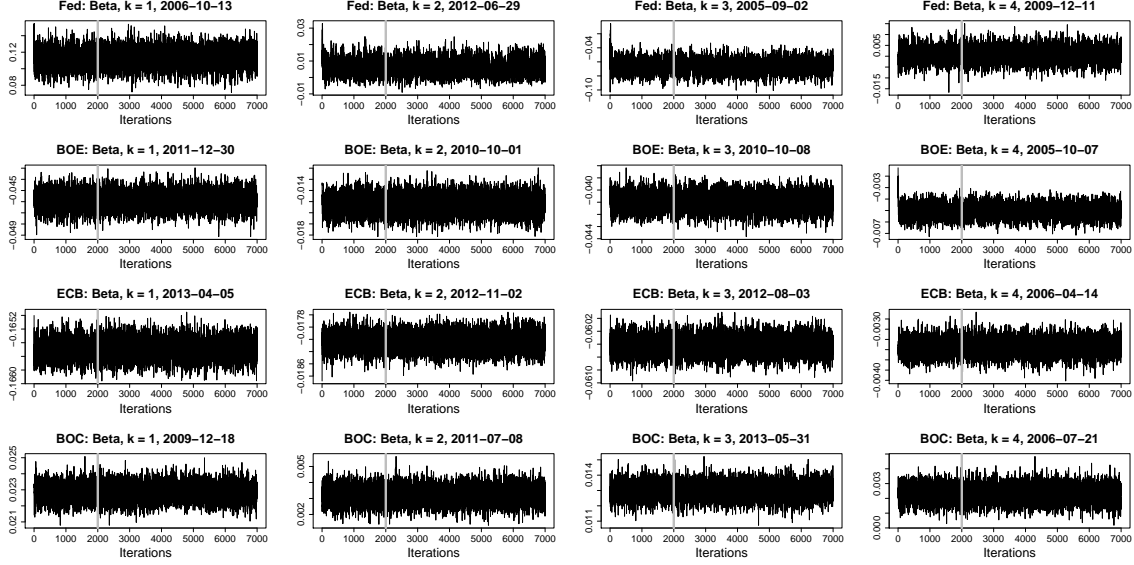 Fed: Beta, k = 1, 2006−10−13
Fed: Beta, k = 2, 2012−06−29
Fed: Beta, k = 3, 2005−09−02
Fed: Beta, k = 4, 2009−12−11
0.12
0.08
0.03
0.01
−0.01
−0.04
−0.10
0.005
−0.015
0 1000 2000 3000 4000 5000 6000 7000
0 1000 2000 3000 4000 5000 6000 7000
0 1000 2000 3000 4000 5000 6000 7000
0 1000 2000 3000 4000 5000 6000 7000
Iterations
Iterations
Iterations
Iterations
BOE: Beta, k = 1, 2011−12−30
BOE: Beta, k = 2, 2010−10−01
BOE: Beta, k = 3, 2010−10−08
BOE: Beta, k = 4, 2005−10−07
−0.045
−0.049
−0.014
−0.018
−0.040
−0.044
−0.003
−0.007
0 1000 2000 3000 4000 5000 6000 7000
0 1000 2000 3000 4000 5000 6000 7000
0 1000 2000 3000 4000 5000 6000 7000
0 1000 2000 3000 4000 5000 6000 7000
Iterations
Iterations
Iterations
Iterations
ECB: Beta, k = 1, 2013−04−05
ECB: Beta, k = 2, 2012−11−02
ECB: Beta, k = 3, 2012−08−03
ECB: Beta, k = 4, 2006−04−14
−0.1652
−0.1660
−0.0178
−0.0186
−0.0602
−0.0610
−0.0030
−0.0040
0 1000 2000 3000 4000 5000 6000 7000
0 1000 2000 3000 4000 5000 6000 7000
0 1000 2000 3000 4000 5000 6000 7000
0 1000 2000 3000 4000 5000 6000 7000
Iterations
Iterations
Iterations
Iterations
BOC: Beta, k = 1, 2009−12−18
BOC: Beta, k = 2, 2011−07−08
BOC: Beta, k = 3, 2013−05−31
BOC: Beta, k = 4, 2006−07−21
0.025
0.023
0.021
0.005
0.002
0.014
0.011
0.003
0.000
0 1000 2000 3000 4000 5000 6000 7000
0 1000 2000 3000 4000 5000 6000 7000
0 1000 2000 3000 4000 5000 6000 7000
0 1000 2000 3000 4000 5000 6000 7000
Iterations
Iterations
Iterations
Iterations